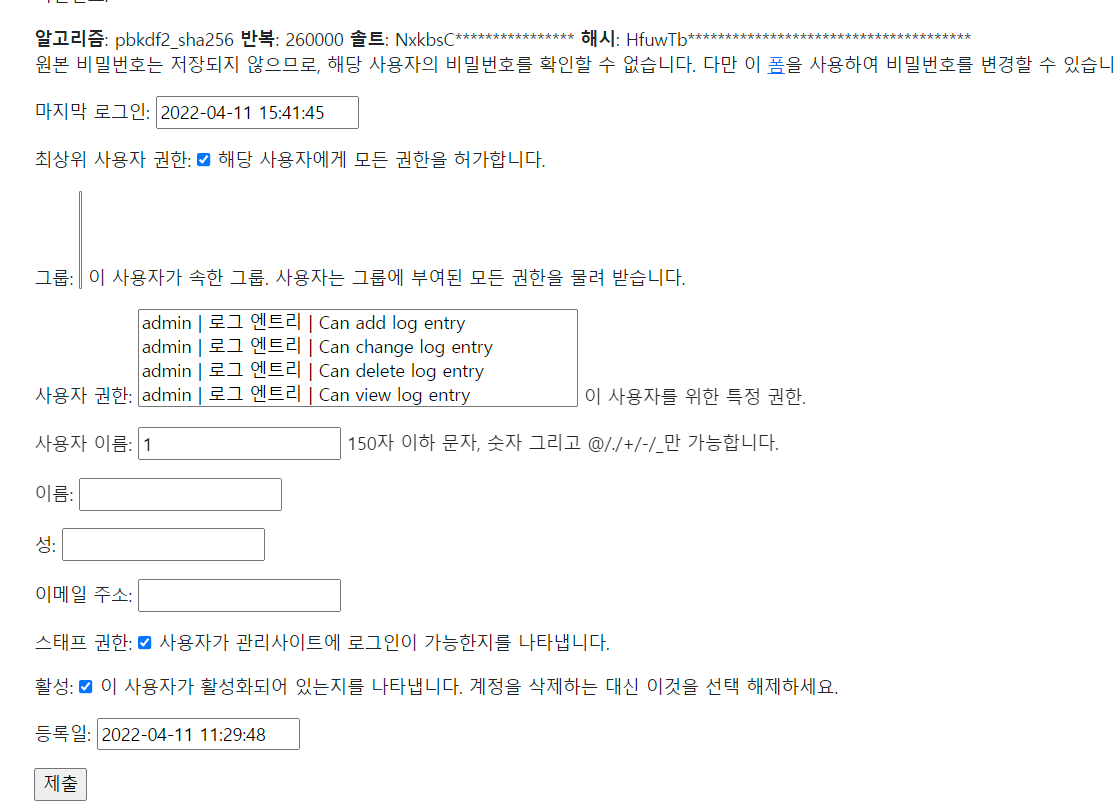 알고리즘: pbkdf2_sha256 반복: 260000 솔트: NxkbsC**************** 해시: HfuwTb**************************************
원본 비밀번호는 저장되지 않으므로, 해당 사용자의 비밀번호를 확인할 수 없습니다. 다만 이 폼을 사용하여 비밀번호를 변경할 수 있습니
마지막 로그인: 2022-04-11 15:41:45
최상위 사용자 권한: 해당 사용자에게 모든 권한을 허가합니다.
그룹: 이 사용자가 속한 그룹. 사용자는 그룹에 부여된 모든 권한을 물려 받습니다.
admin | 로그 엔트리 | Can add log entry
admin | 로그 엔트리 | Can change log entry
admin | 로그 엔트리 | Can delete log entry
admin | 로그 엔트리 | Can view log entry
사용자 권한: 이 사용자를 위한 특정 권한.
사용자 이름: 1 150자 이하 문자, 숫자 그리고 @/./+/-/_만 가능합니다.
이름:
성:
이메일 주소:
스태프 권한: 사용자가 관리사이트에 로그인이 가능한지를 나타냅니다.
활성: 이 사용자가 활성화되어 있는지를 나타냅니다. 계정을 삭제하는 대신 이것을 선택 해제하세요.
등록일: 2022-04-11 11:29:48
제출